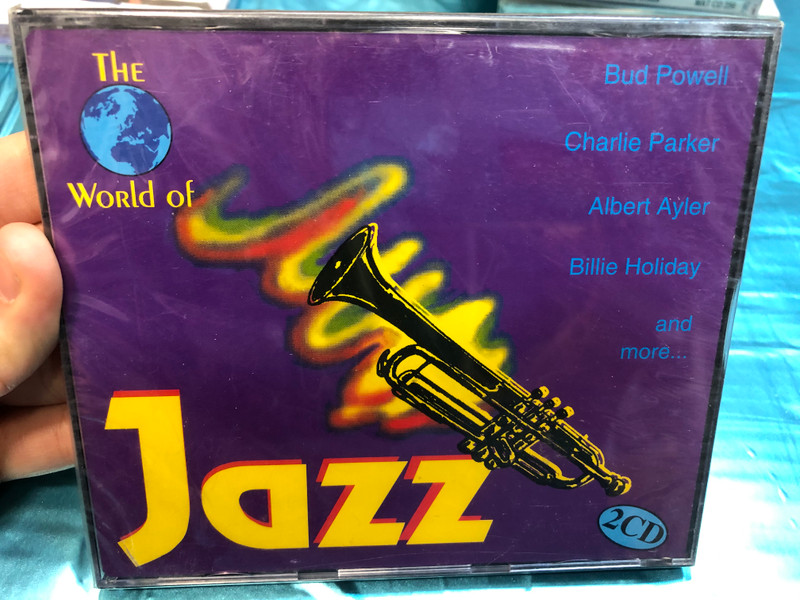 The
World of
Jazz
Bud Powell
Charlie Parker
Albert Ayler
Billie Holiday
and
more...
2CD